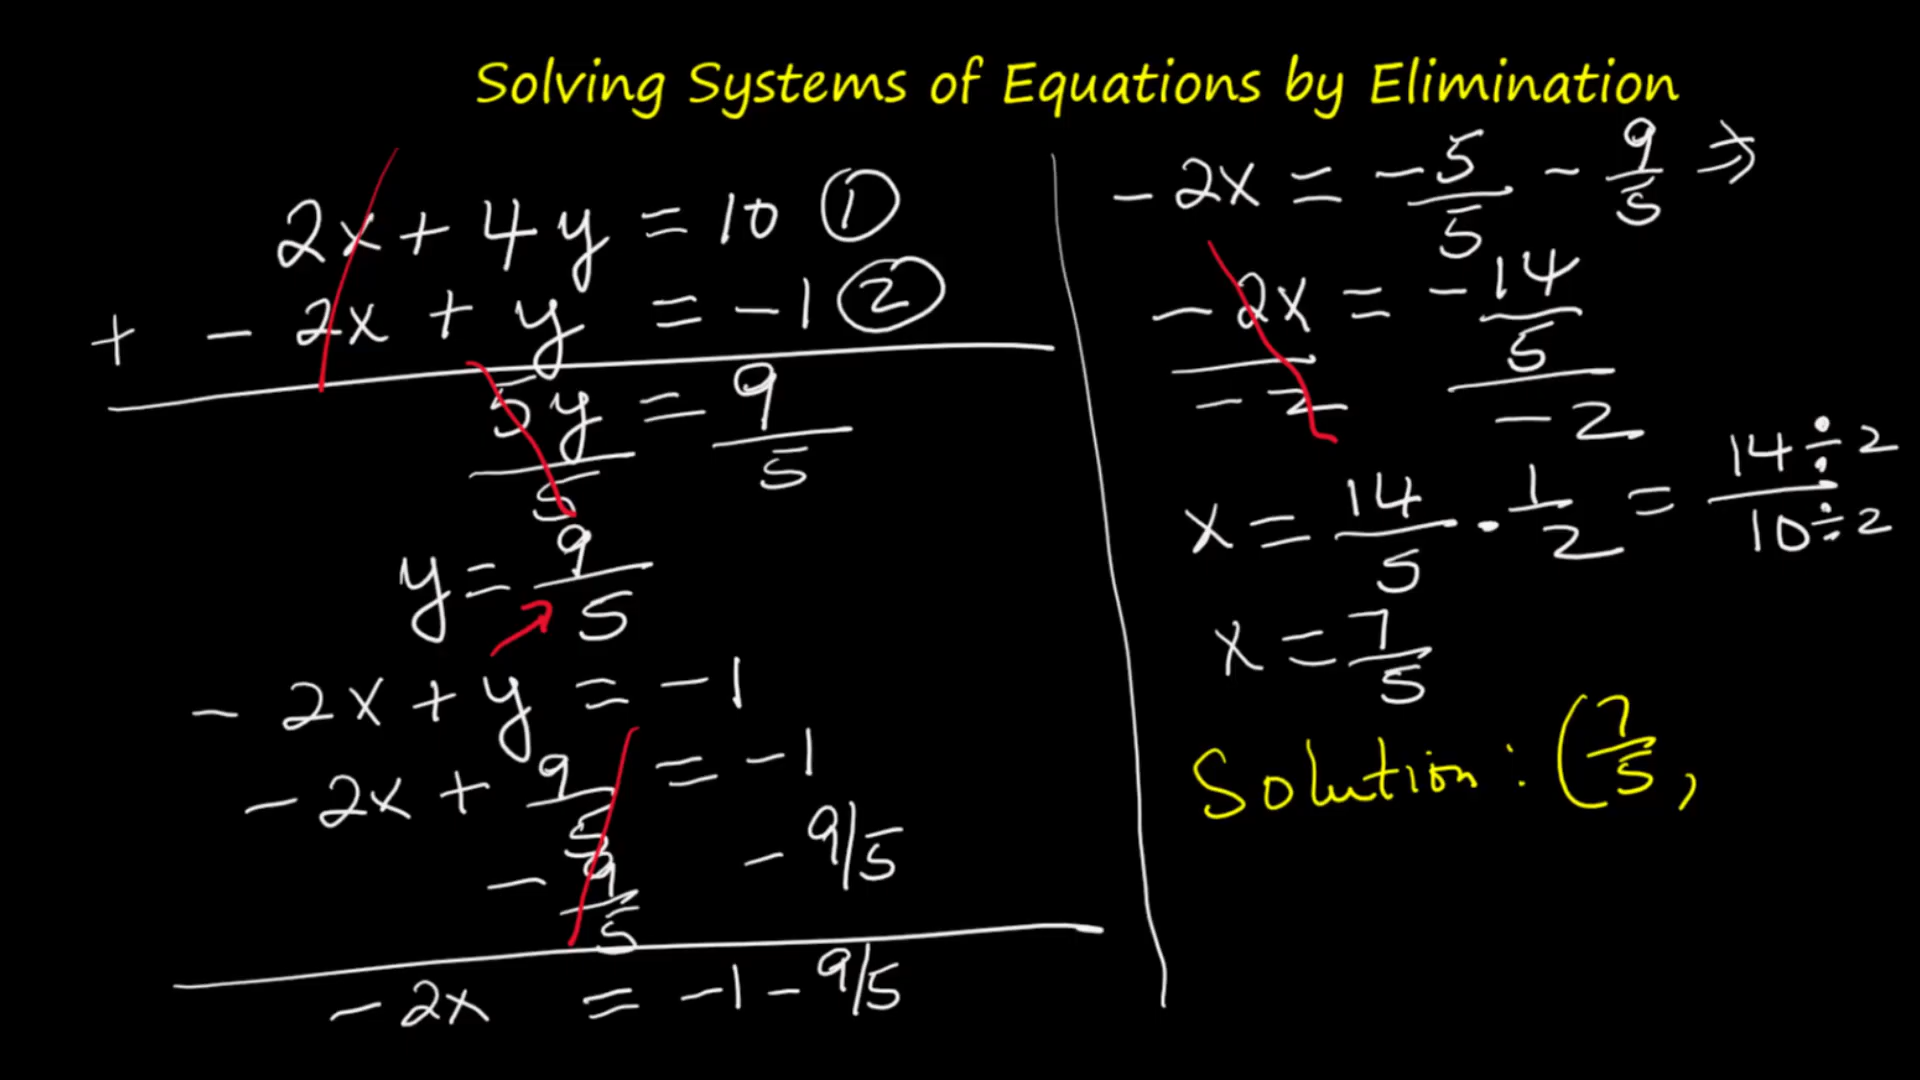 Solving Systems of Equations by Elimination
2x + 4y = 10 ①
+ - 2x + y = -1 ②
5y/5 = 9/5
y = 9/5
- 2x + y = -1
- 2x + 9/5 = -1
- 9/5 - 9/5
- 2x = -1 - 9/5
- 2x = - 5/5 - 9/5 ⇒
- 2x/-2 = - 14/5/-2
x = 14/5 · 1/2 = 14÷2/10÷2
x = 7/5
Solution: (7/5,